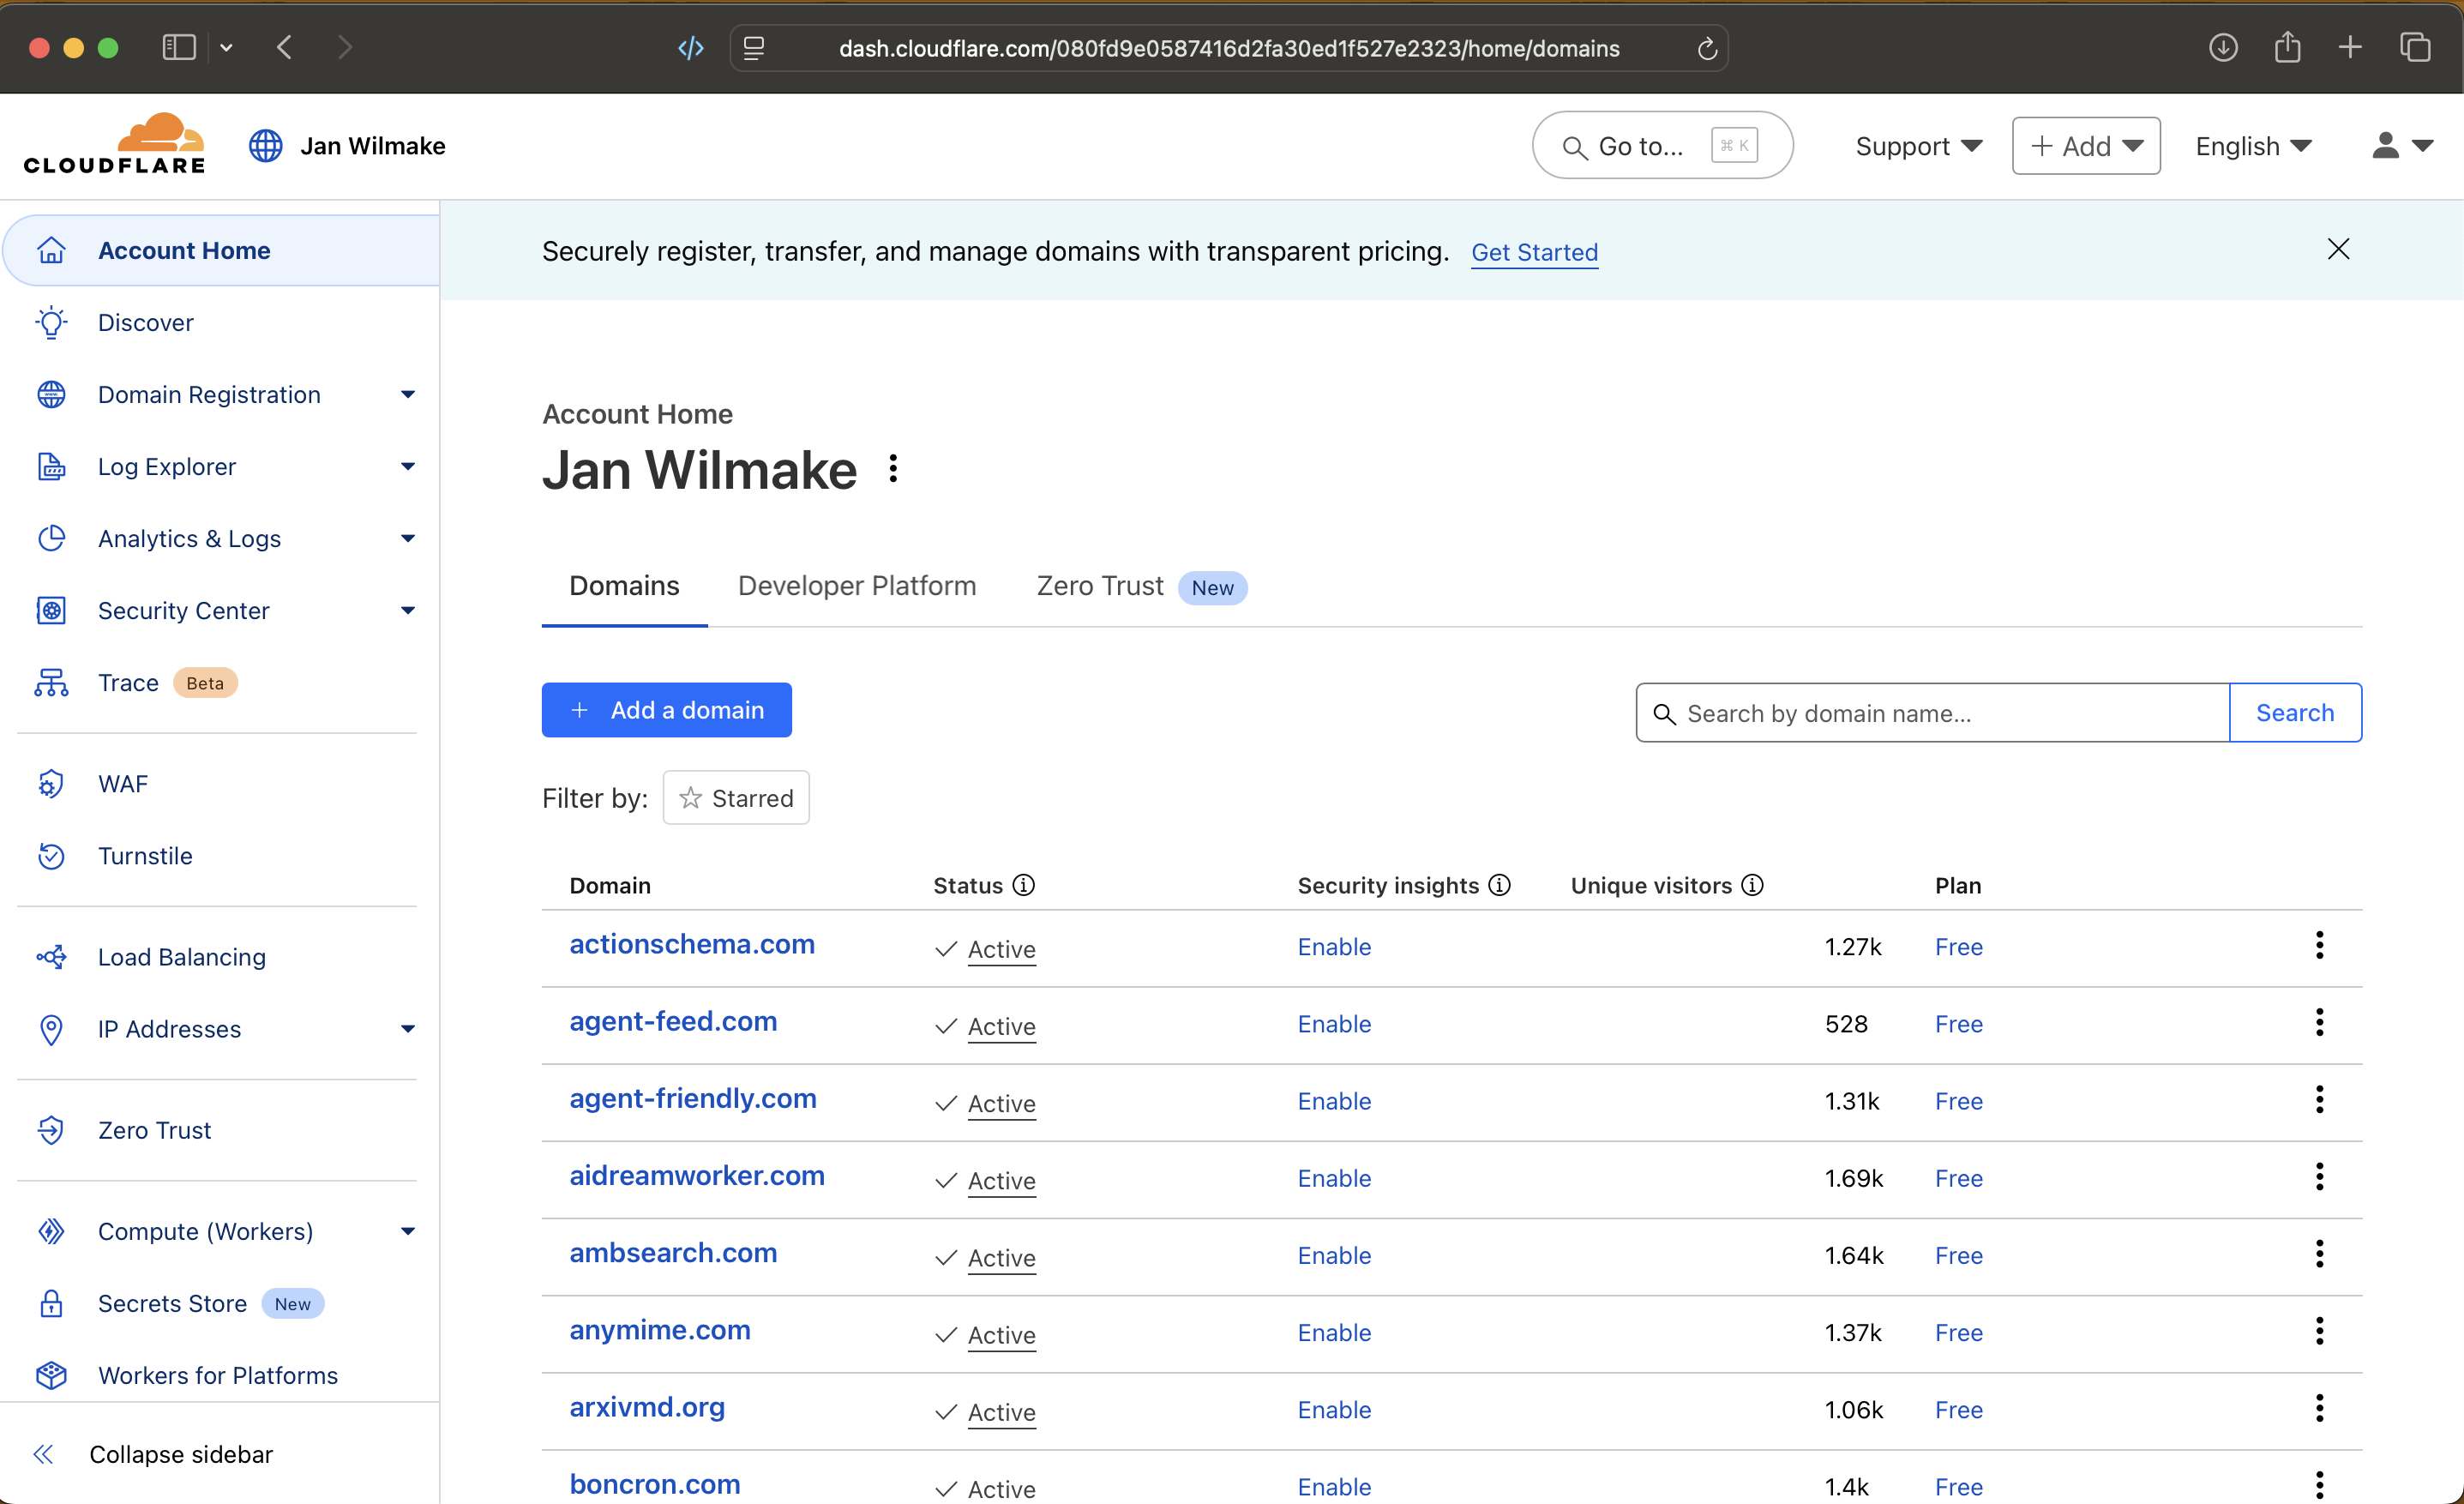 dash.cloudflare.com/080fd9e0587416d2fa30ed1f527e2323/home/domains
CLOUDFLARE
Jan Wilmake
Go to...
⌘ K
Support
+ Add
English
Account Home
Discover
Domain Registration
Log Explorer
Analytics & Logs
Security Center
Trace Beta
WAF
Turnstile
Load Balancing
IP Addresses
Zero Trust
Compute (Workers)
Secrets Store New
Workers for Platforms
Collapse sidebar
Securely register, transfer, and manage domains with transparent pricing. Get Started
Account Home
Jan Wilmake
Domains Developer Platform Zero Trust New
+ Add a domain
Search by domain name...
Search
Filter by: Starred
Domain Status Security insights Unique visitors Plan
actionschema.com Active Enable 1.27k Free
agent-feed.com Active Enable 528 Free
agent-friendly.com Active Enable 1.31k Free
aidreamworker.com Active Enable 1.69k Free
ambsearch.com Active Enable 1.64k Free
anymime.com Active Enable 1.37k Free
arxivmd.org Active Enable 1.06k Free
boncron.com Active Enable 1.4k Free